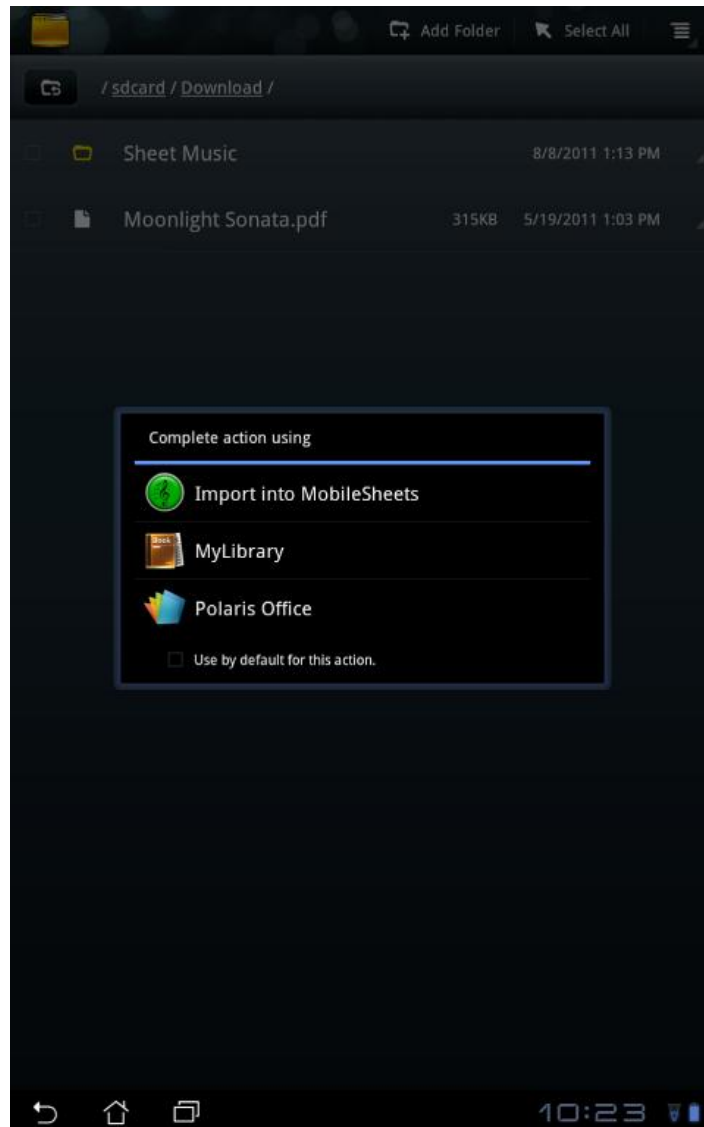 Add Folder Select All
/ sdcard / Download /
Sheet Music 8/8/2011 1:13 PM
Moonlight Sonata.pdf 315KB 5/19/2011 1:03 PM
Complete action using
Import into MobileSheets
Book
MyLibrary
Polaris Office
Use by default for this action.
10:23